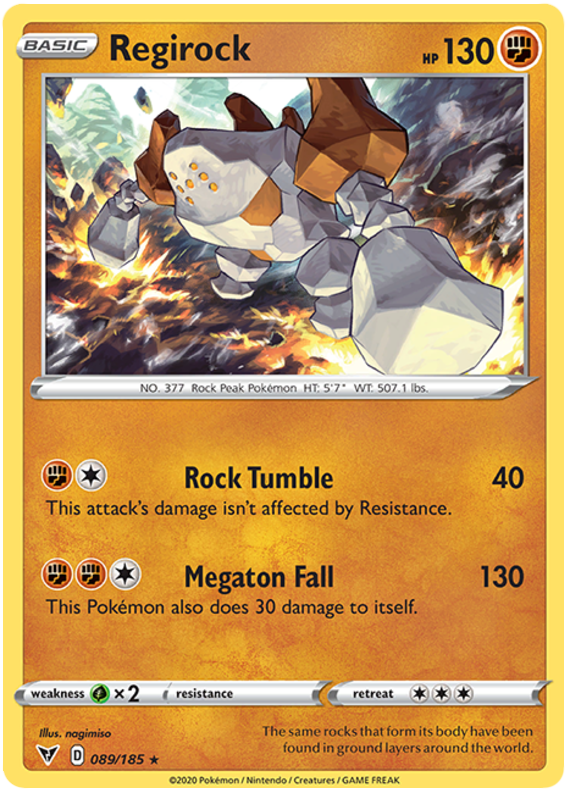 BASIC Regirock HP 130
NO. 377 Rock Peak Pokémon HT: 5'7" WT: 507.1 lbs.
Rock Tumble 40
This attack's damage isn't affected by Resistance.
Megaton Fall 130
This Pokémon also does 30 damage to itself.
weakness ×2 resistance retreat
Illus. nagimiso
The same rocks that form its body have been
found in ground layers around the world.
D 089/185 ★
©2020 Pokémon / Nintendo / Creatures / GAME FREAK